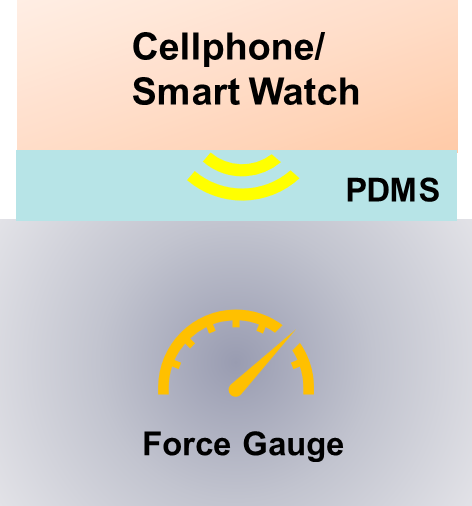 Cellphone/
Smart Watch
PDMS
Force Gauge